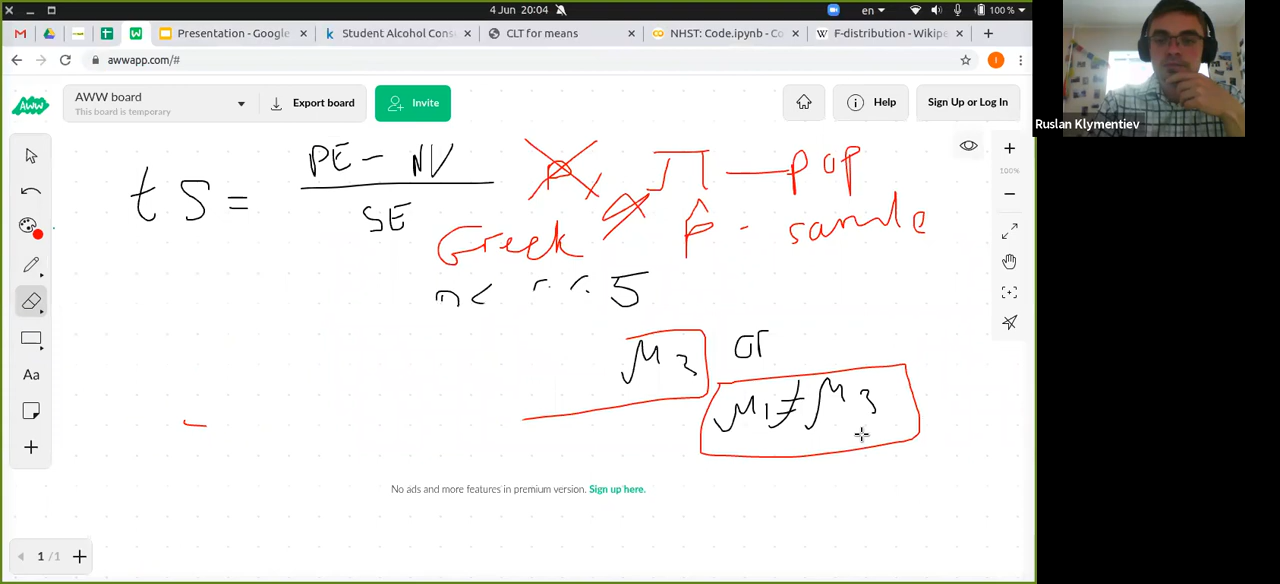 4 Jun 20:04
en
100 %
Presentation - Google
Student Alcohol Cons
CLT for means
NHST: Code.ipynb - Co
F-distribution - Wikipe
awwapp.com/#
AWW board
This board is temporary
Export board
Invite
Help
Sign Up or Log In
Ruslan Klymentiev
100%
tS = PE - NV
SE
P
π — pop
Greek
p̂ - sample
n <
5
μ3 or
μ1 ≠ μ3
Aa
No ads and more features in premium version. Sign up here.
1 / 1